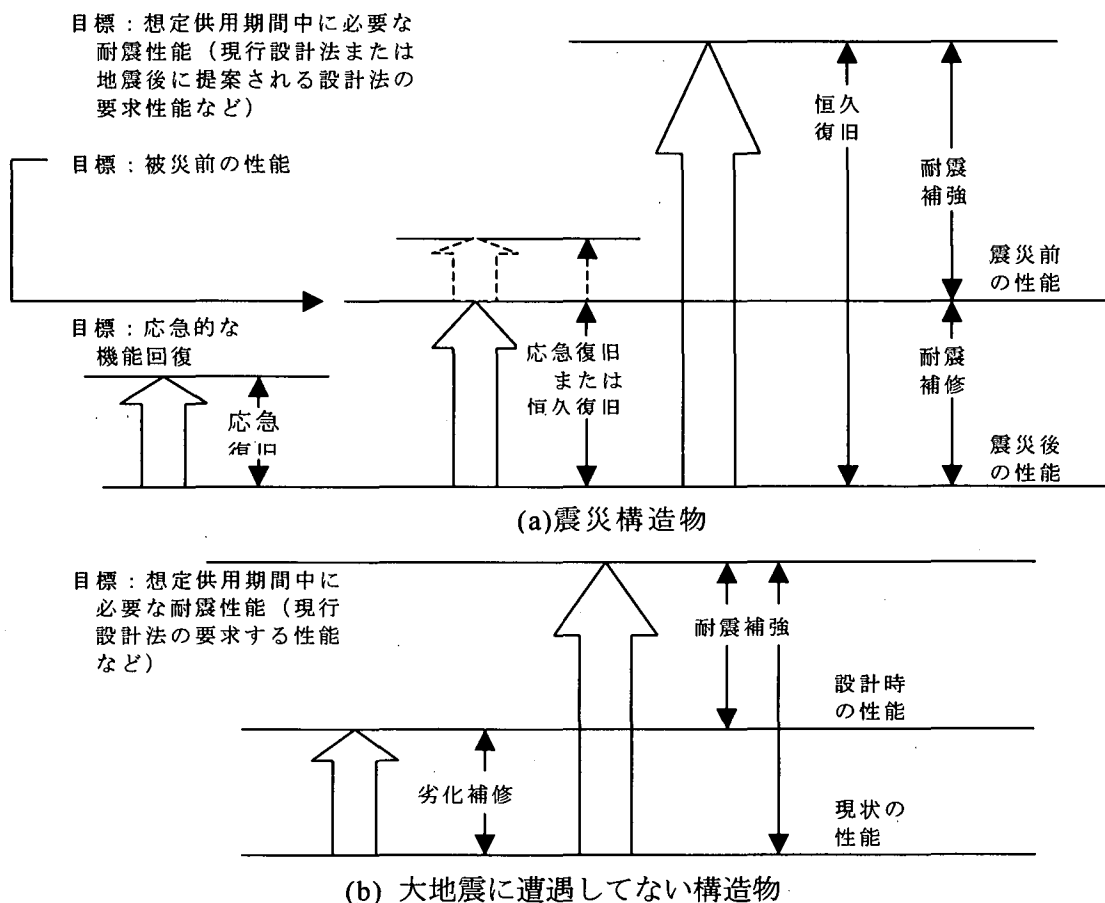 目標：想定供用期間中に必要な
耐震性能（現行設計法または
地震後に提案される設計法の
要求性能など）
恒久
復旧
目標：被災前の性能
耐震
補強
震災前
の性能
目標：応急的な
機能回復
応急復旧
または
恒久復旧
耐震
補修
応急
復旧
震災後
の性能
(a)震災構造物
目標：想定供用期間中に
必要な耐震性能（現行
設計法の要求する性能
など）
耐震補強
設計時
の性能
劣化補修
現状の
性能
(b) 大地震に遭遇してない構造物